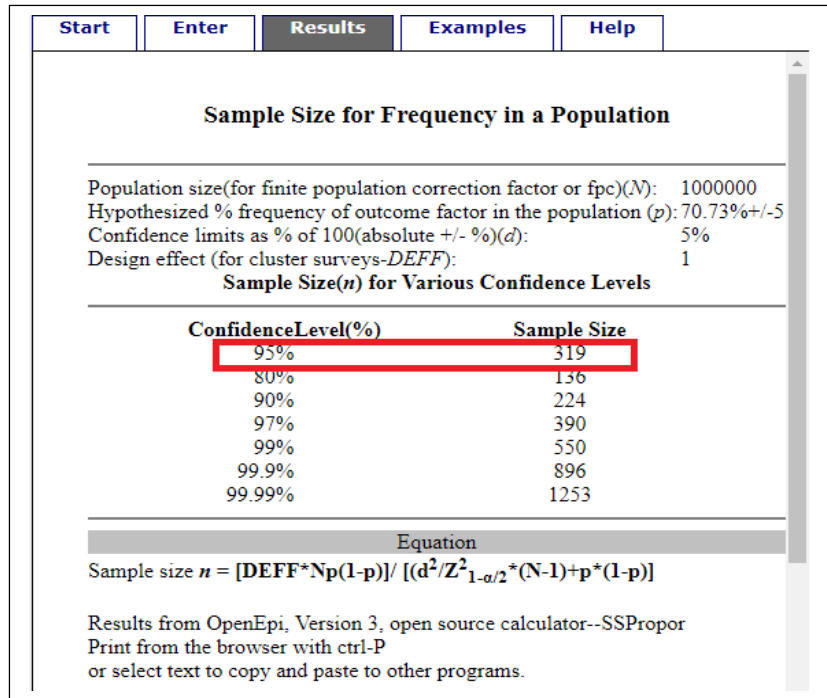 Start Enter Results Examples Help
Sample Size for Frequency in a Population
Population size(for finite population correction factor or fpc)(N): 1000000
Hypothesized % frequency of outcome factor in the population (p): 70.73%+/-5
Confidence limits as % of 100(absolute +/- %)(d): 5%
Design effect (for cluster surveys-DEFF): 1
Sample Size(n) for Various Confidence Levels
ConfidenceLevel(%) Sample Size
95% 319
80% 136
90% 224
97% 390
99% 550
99.9% 896
99.99% 1253
Equation
Sample size n = [DEFF*Np(1-p)]/ [(d²/Z²₁₋α/₂*(N-1)+p*(1-p)]
Results from OpenEpi, Version 3, open source calculator--SSPropor
Print from the browser with ctrl-P
or select text to copy and paste to other programs.